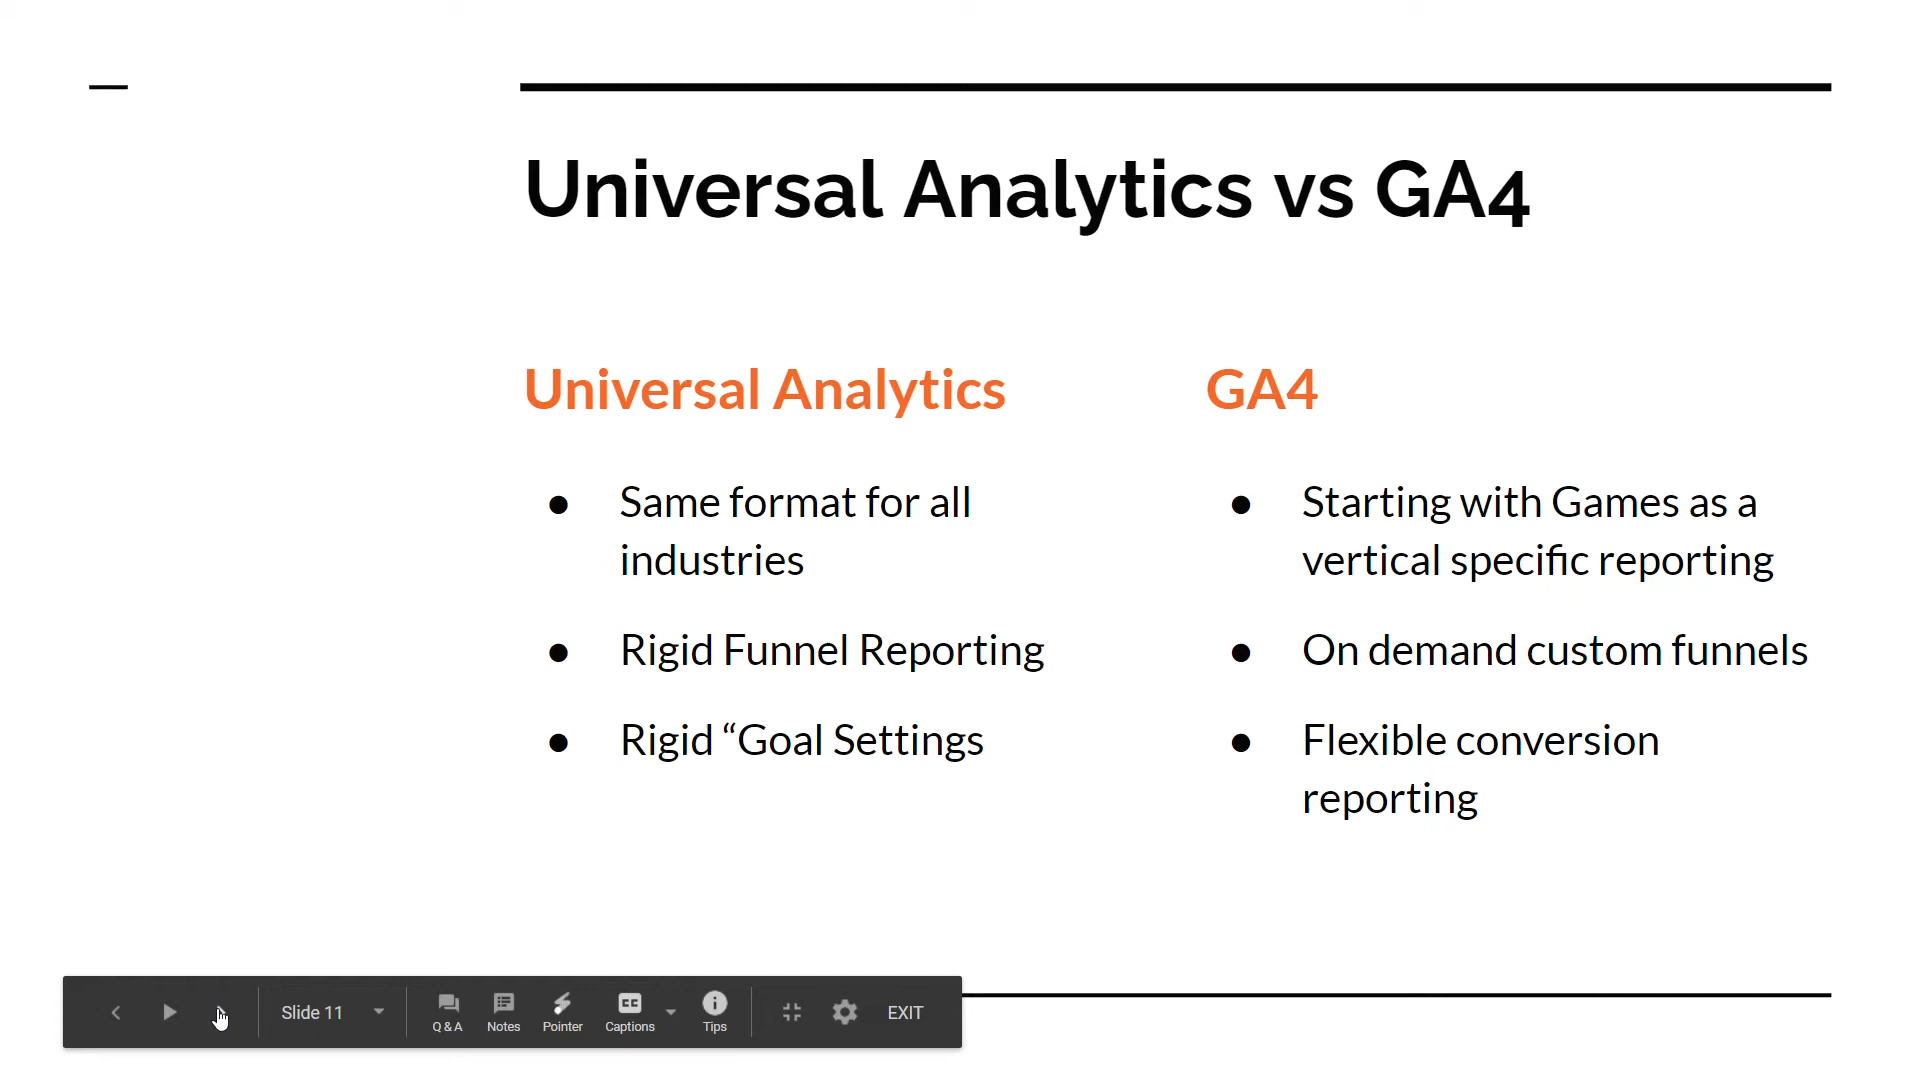 Universal Analytics vs GA4
Universal Analytics
● Same format for all
industries
● Rigid Funnel Reporting
● Rigid “Goal Settings
GA4
● Starting with Games as a
vertical specific reporting
● On demand custom funnels
● Flexible conversion
reporting
Slide 11
Q & A
Notes
Pointer
CC
Captions
Tips
EXIT